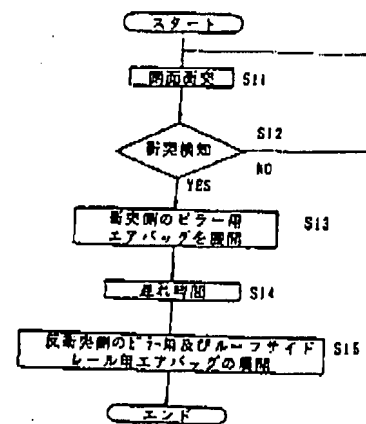 スタート
側面衝突 S11
衝突検知 S12
NO
YES
衝突側のピラー用
エアバッグを展開 S13
遅れ時間 S14
反衝突側のピラー用及びルーフサイド
レール用エアバッグの展開 S15
エンド